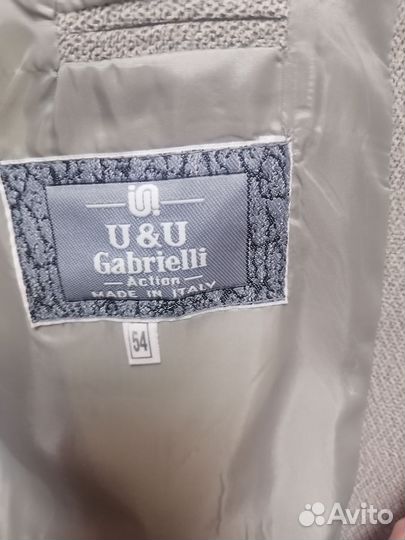 U&U
Gabrielli
Action
MADE IN ITALY
54
Avito